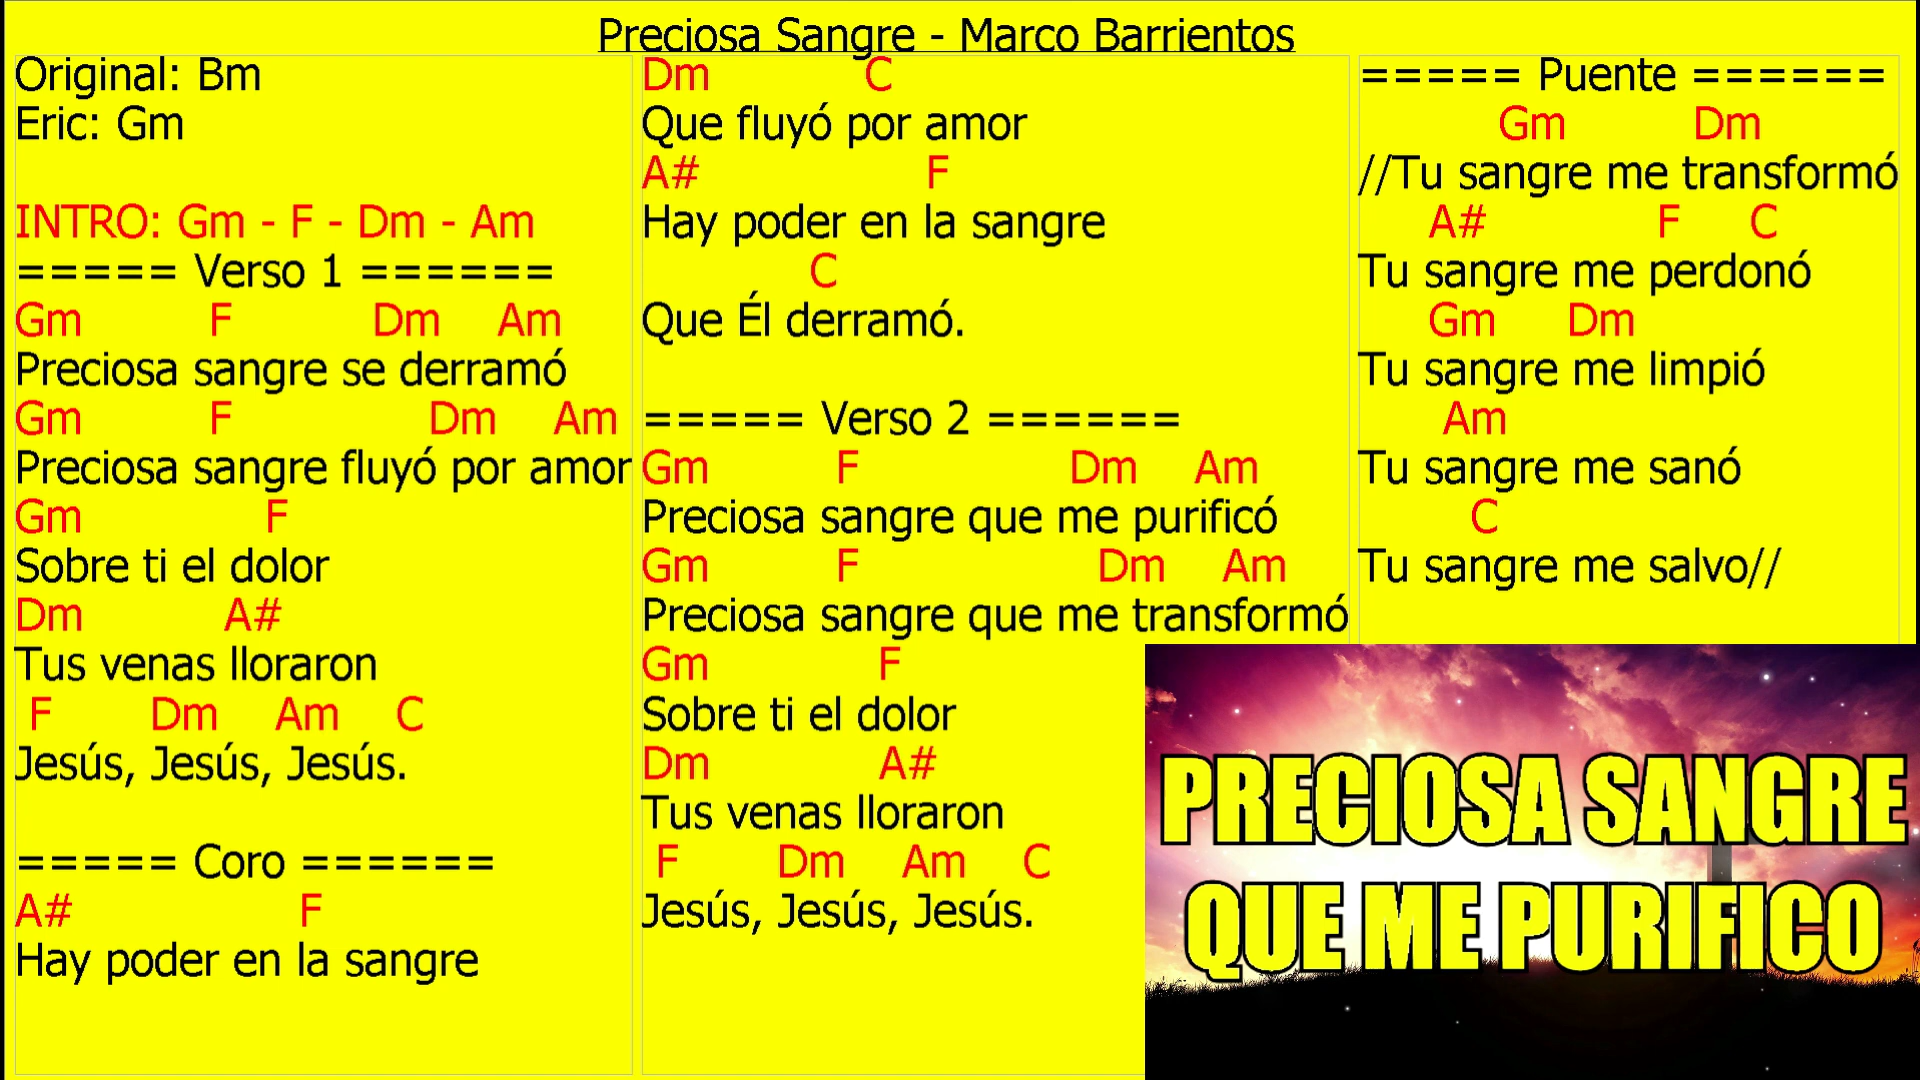 Preciosa Sangre - Marco Barrientos
Original: Bm
Eric: Gm
INTRO: Gm - F - Dm - Am
===== Verso 1 ======
Gm F Dm Am
Preciosa sangre se derramó
Gm F Dm Am
Preciosa sangre fluyó por amor
Gm F
Sobre ti el dolor
Dm A#
Tus venas lloraron
F Dm Am C
Jesús, Jesús, Jesús.
===== Coro ======
A# F
Hay poder en la sangre
Dm C
Que fluyó por amor
A# F
Hay poder en la sangre
C
Que Él derramó.
===== Verso 2 ======
Gm F Dm Am
Preciosa sangre que me purificó
Gm F Dm Am
Preciosa sangre que me transformó
Gm F
Sobre ti el dolor
Dm A#
Tus venas lloraron
F Dm Am C
Jesús, Jesús, Jesús.
===== Puente ======
Gm Dm
//Tu sangre me transformó
A# F C
Tu sangre me perdonó
Gm Dm
Tu sangre me limpió
Am
Tu sangre me sanó
C
Tu sangre me salvo//
PRECIOSA SANGRE
QUE ME PURIFICO